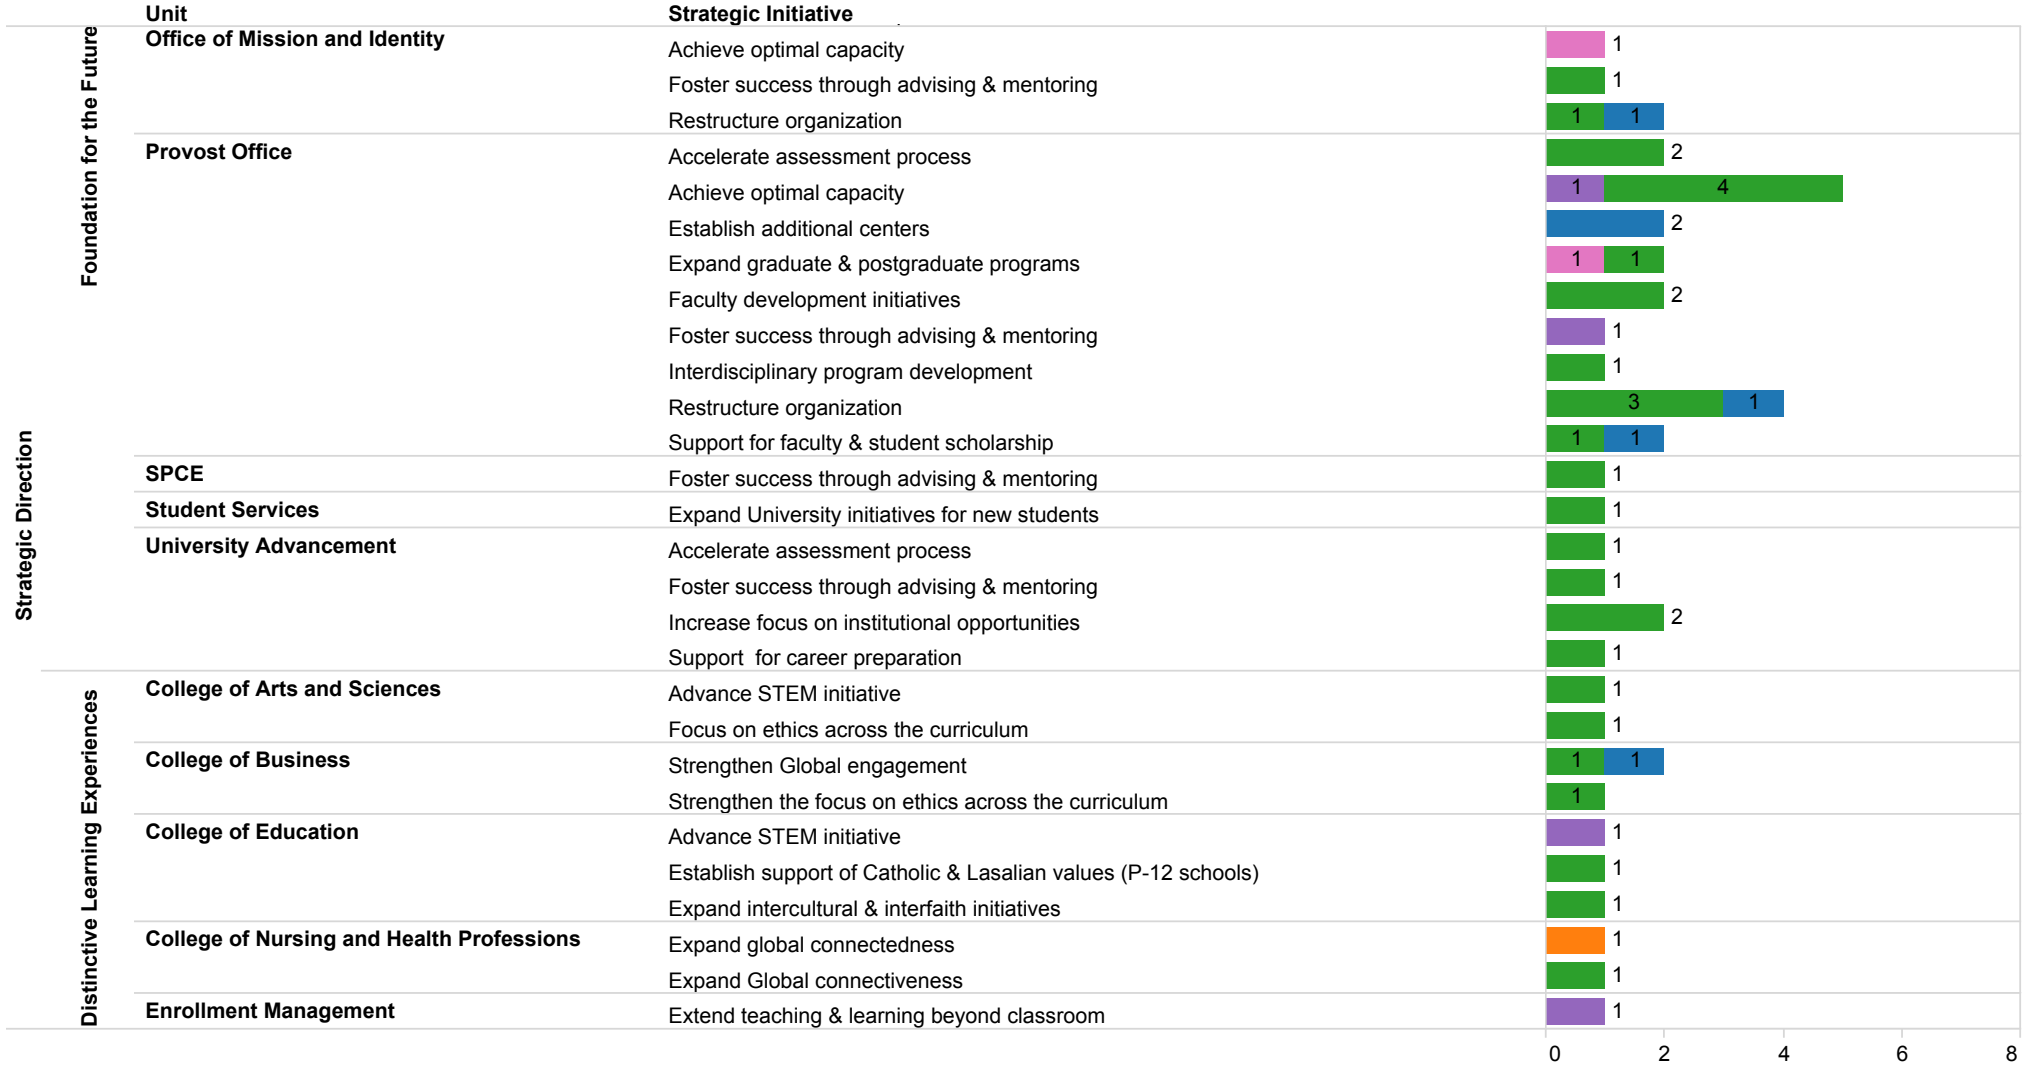 Unit Strategic Initiative
Strategic Direction
Foundation for the Future
Office of Mission and Identity Achieve optimal capacity 1
Foster success through advising & mentoring 1
Restructure organization 1 1
Provost Office Accelerate assessment process 2
Achieve optimal capacity 1 4
Establish additional centers 2
Expand graduate & postgraduate programs 1 1
Faculty development initiatives 2
Foster success through advising & mentoring 1
Interdisciplinary program development 1
Restructure organization 3 1
Support for faculty & student scholarship 1 1
SPCE Foster success through advising & mentoring 1
Student Services Expand University initiatives for new students 1
University Advancement Accelerate assessment process 1
Foster success through advising & mentoring 1
Increase focus on institutional opportunities 2
Support for career preparation 1
Distinctive Learning Experiences
College of Arts and Sciences Advance STEM initiative 1
Focus on ethics across the curriculum 1
College of Business Strengthen Global engagement 1 1
Strengthen the focus on ethics across the curriculum 1
College of Education Advance STEM initiative 1
Establish support of Catholic & Lasalian values (P-12 schools) 1
Expand intercultural & interfaith initiatives 1
College of Nursing and Health Professions Expand global connectedness 1
Expand Global connectiveness 1
Enrollment Management Extend teaching & learning beyond classroom 1
0 2 4 6 8